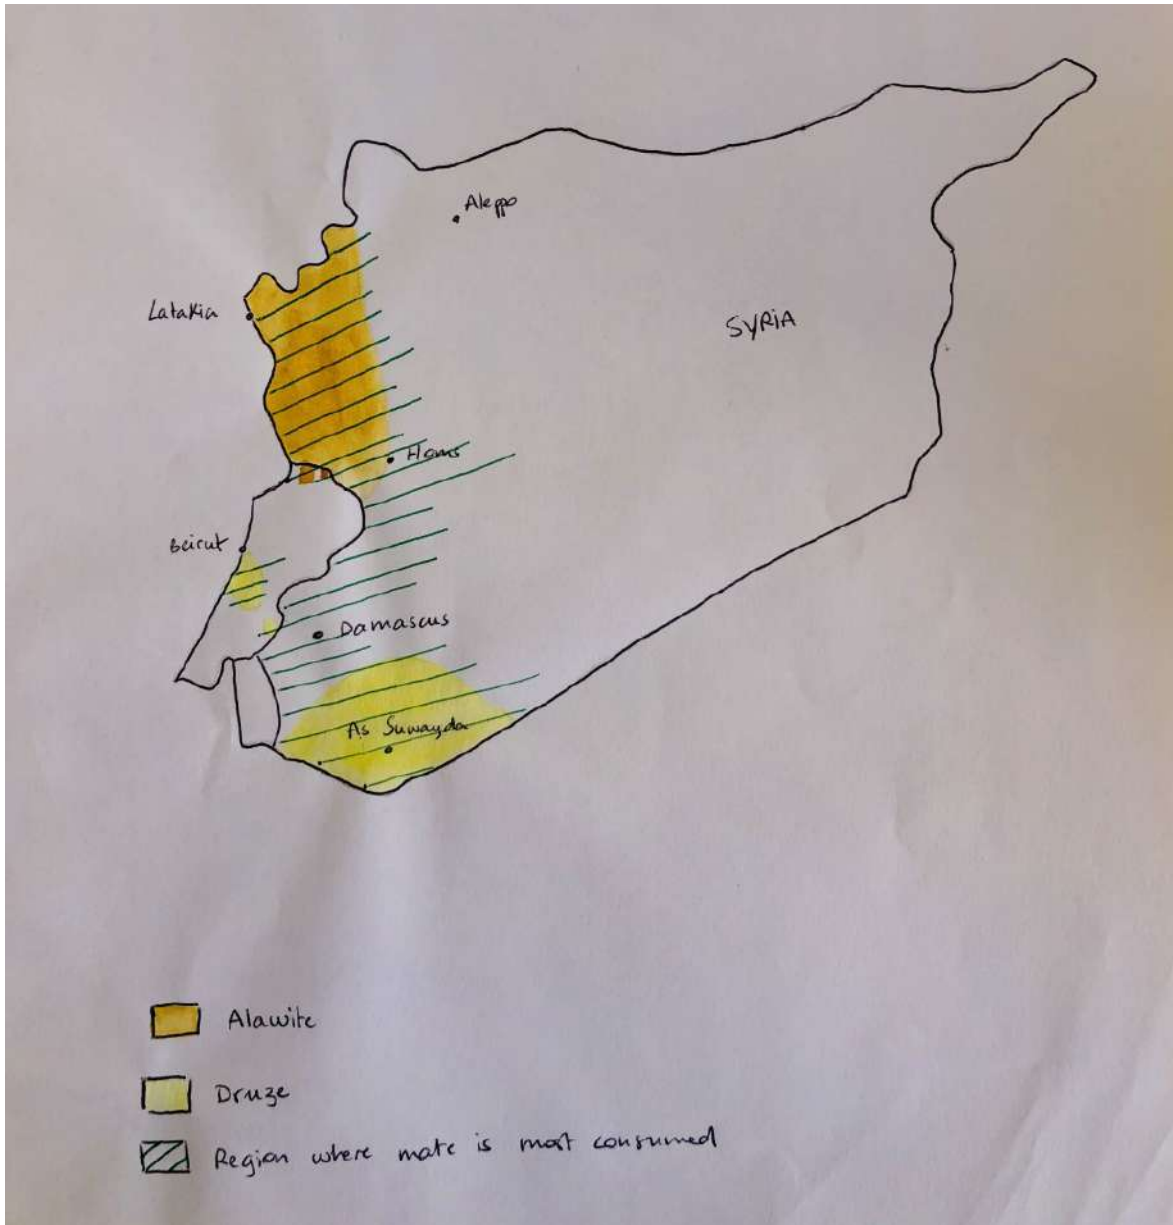 Aleppo
Latakia
SYRIA
Homs
Beirut
Damascus
As Suwayda
Alawite
Druze
Region where mate is most consumed